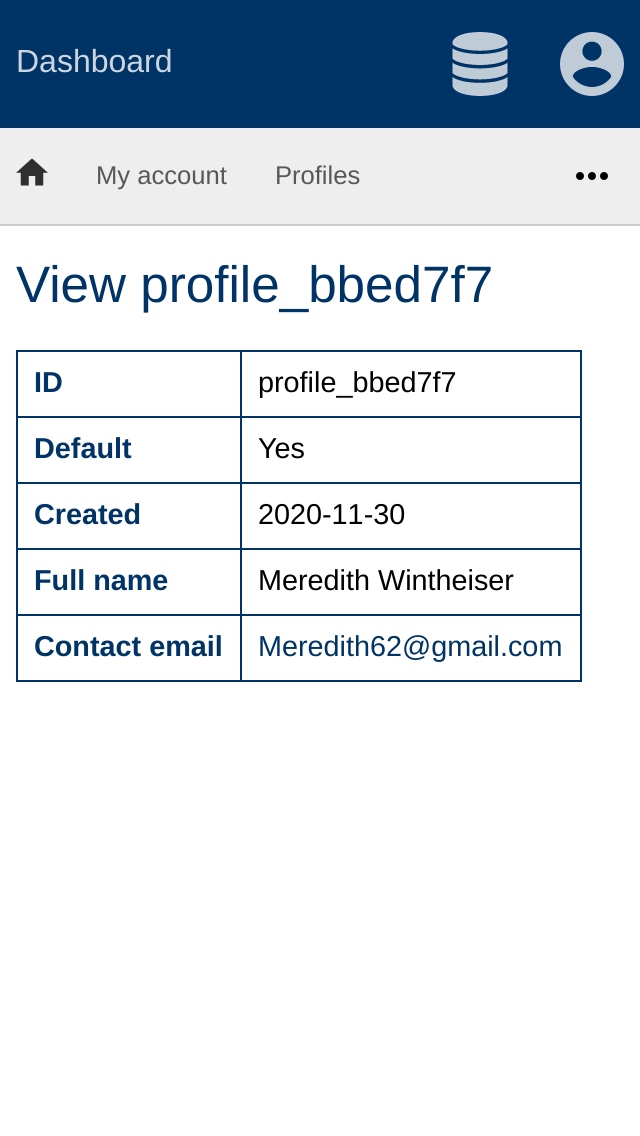 Dashboard
My account Profiles
View profile_bbed7f7
ID profile_bbed7f7
Default Yes
Created 2020-11-30
Full name Meredith Wintheiser
Contact email Meredith62@gmail.com